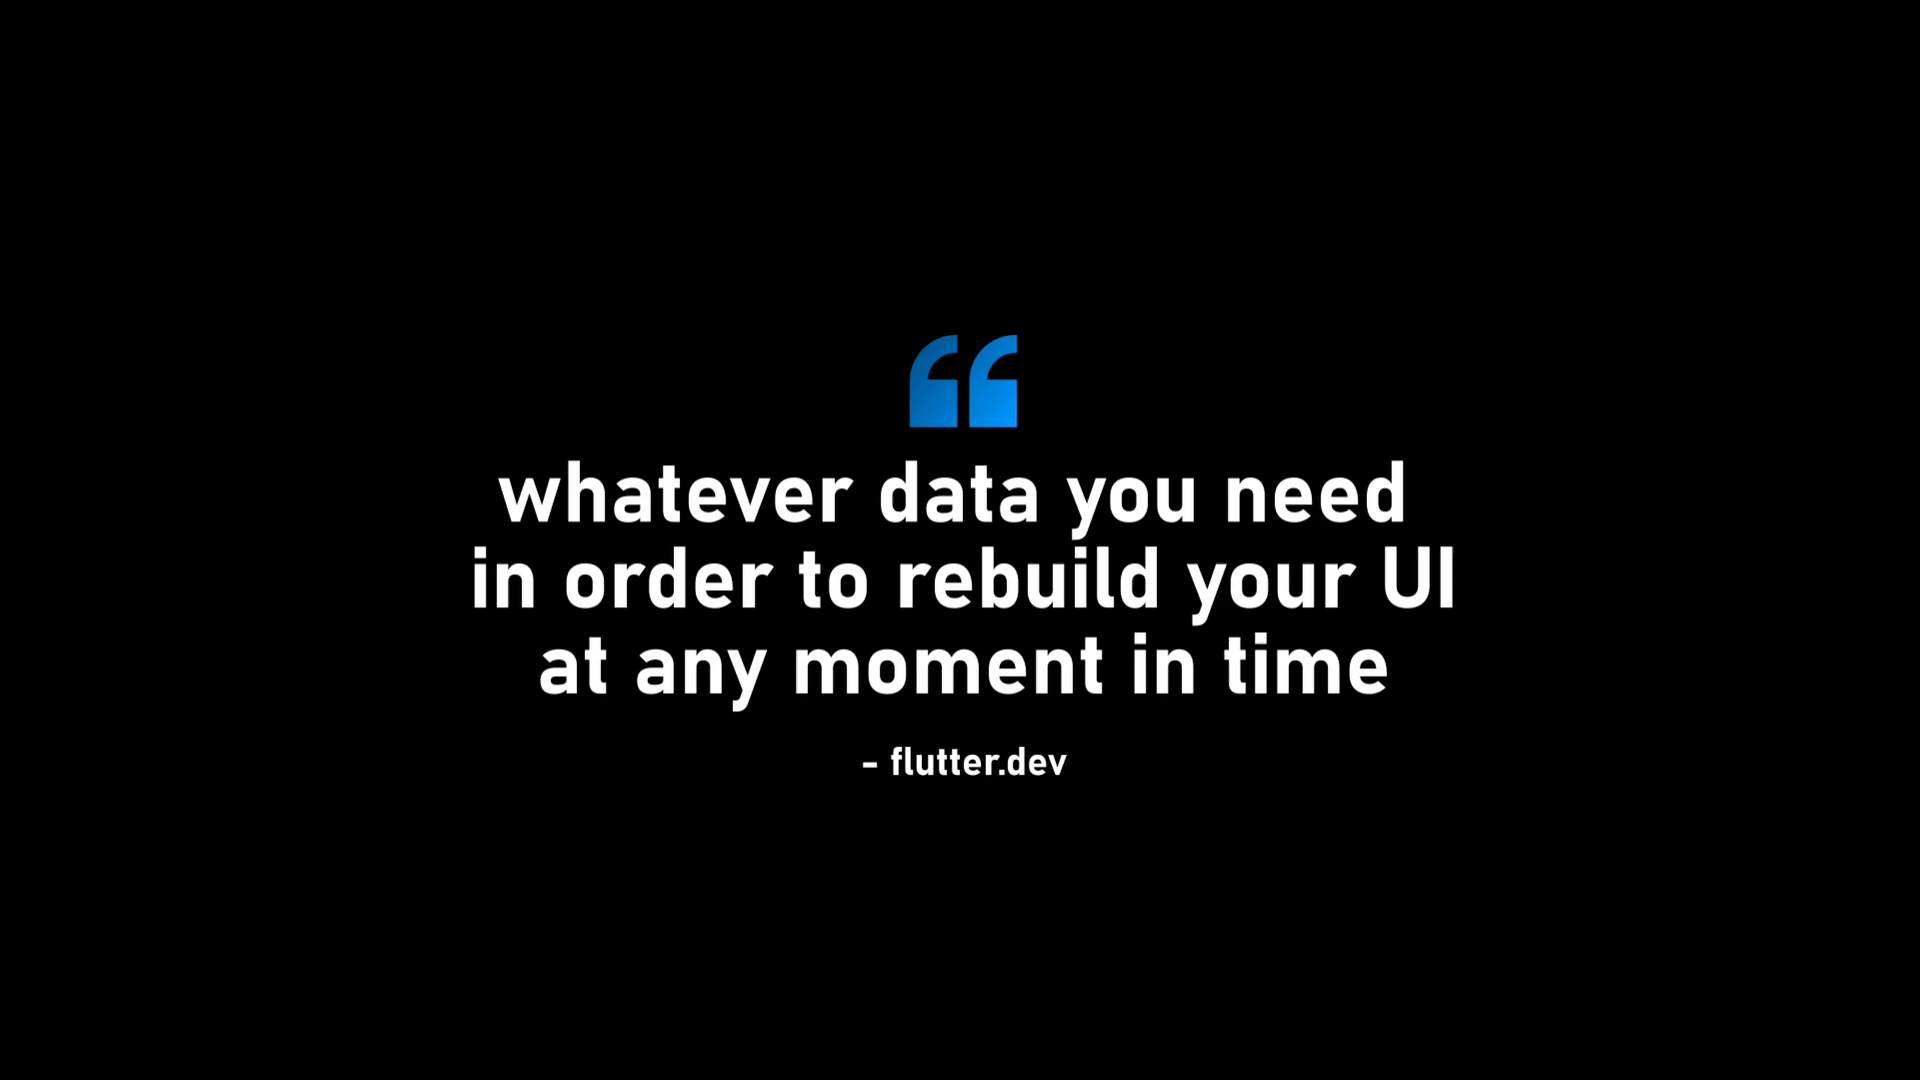 “
whatever data you need
in order to rebuild your UI
at any moment in time
- flutter.dev